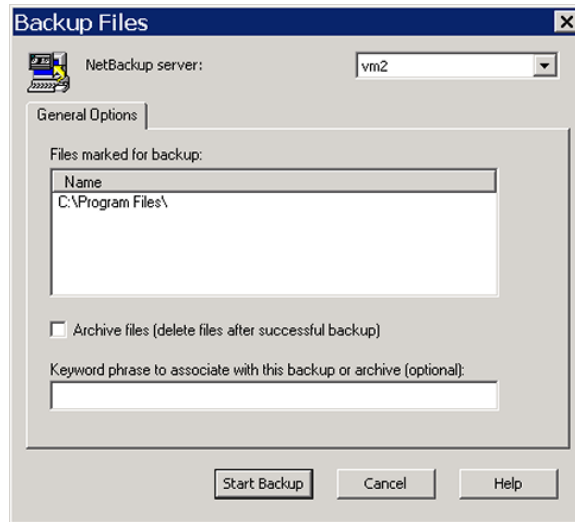 Backup Files
NetBackup server:
vm2
General Options
Files marked for backup:
Name
C:\Program Files\
Archive files (delete files after successful backup)
Keyword phrase to associate with this backup or archive (optional):
Start Backup
Cancel
Help